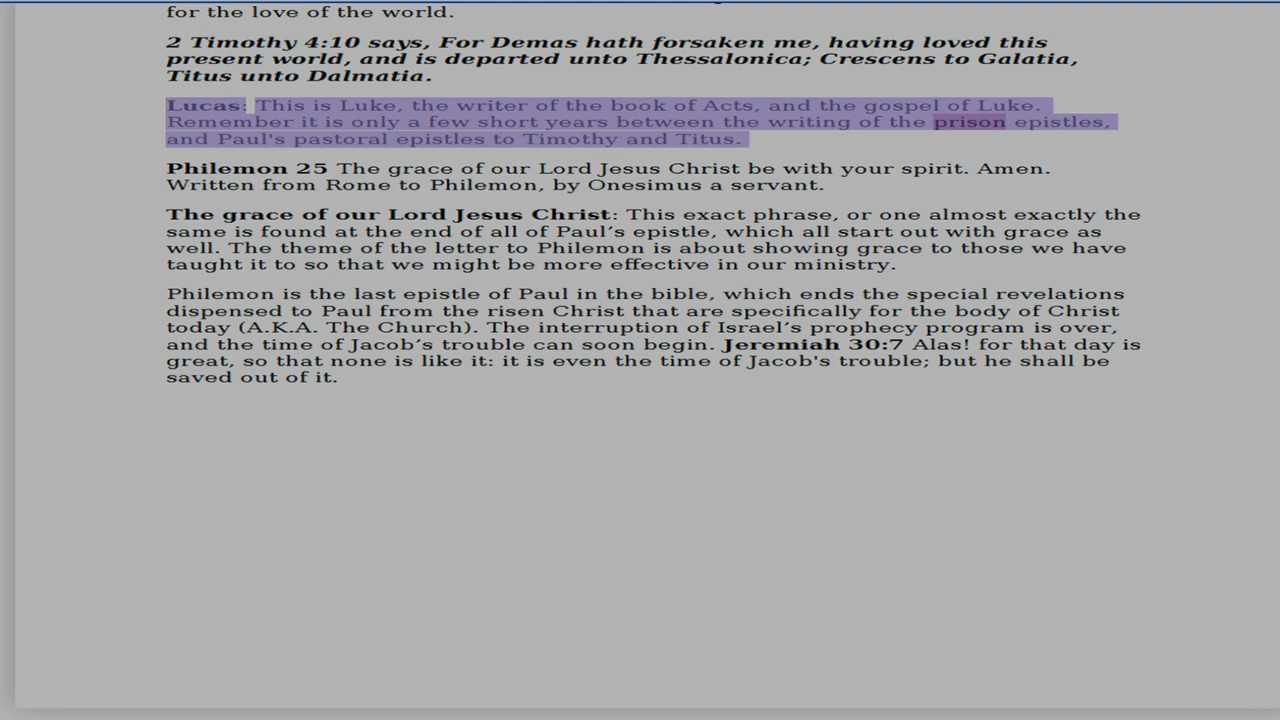 for the love of the world.
2 Timothy 4:10 says, For Demas hath forsaken me, having loved this
present world, and is departed unto Thessalonica; Crescens to Galatia,
Titus unto Dalmatia.
Lucas: This is Luke, the writer of the book of Acts, and the gospel of Luke.
Remember it is only a few short years between the writing of the prison epistles,
and Paul's pastoral epistles to Timothy and Titus.
Philemon 25 The grace of our Lord Jesus Christ be with your spirit. Amen.
Written from Rome to Philemon, by Onesimus a servant.
The grace of our Lord Jesus Christ: This exact phrase, or one almost exactly the
same is found at the end of all of Paul’s epistle, which all start out with grace as
well. The theme of the letter to Philemon is about showing grace to those we have
taught it to so that we might be more effective in our ministry.
Philemon is the last epistle of Paul in the bible, which ends the special revelations
dispensed to Paul from the risen Christ that are specifically for the body of Christ
today (A.K.A. The Church). The interruption of Israel’s prophecy program is over,
and the time of Jacob’s trouble can soon begin. Jeremiah 30:7 Alas! for that day is
great, so that none is like it: it is even the time of Jacob's trouble; but he shall be
saved out of it.